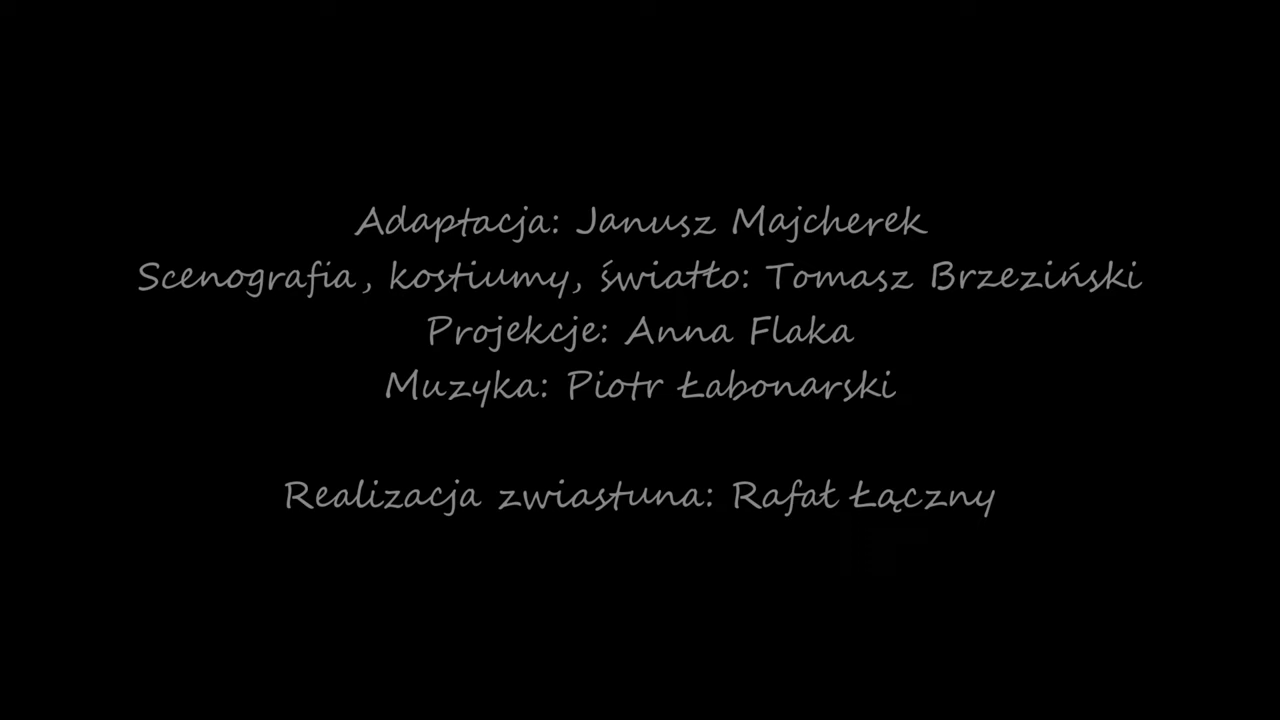 Adaptacja: Janusz Majcherek
Scenografia, kostiumy, światło: Tomasz Brzeziński
Projekcje: Anna Flaka
Muzyka: Piotr Łabonarski
Realizacja zwiastuna: Rafał Łączny